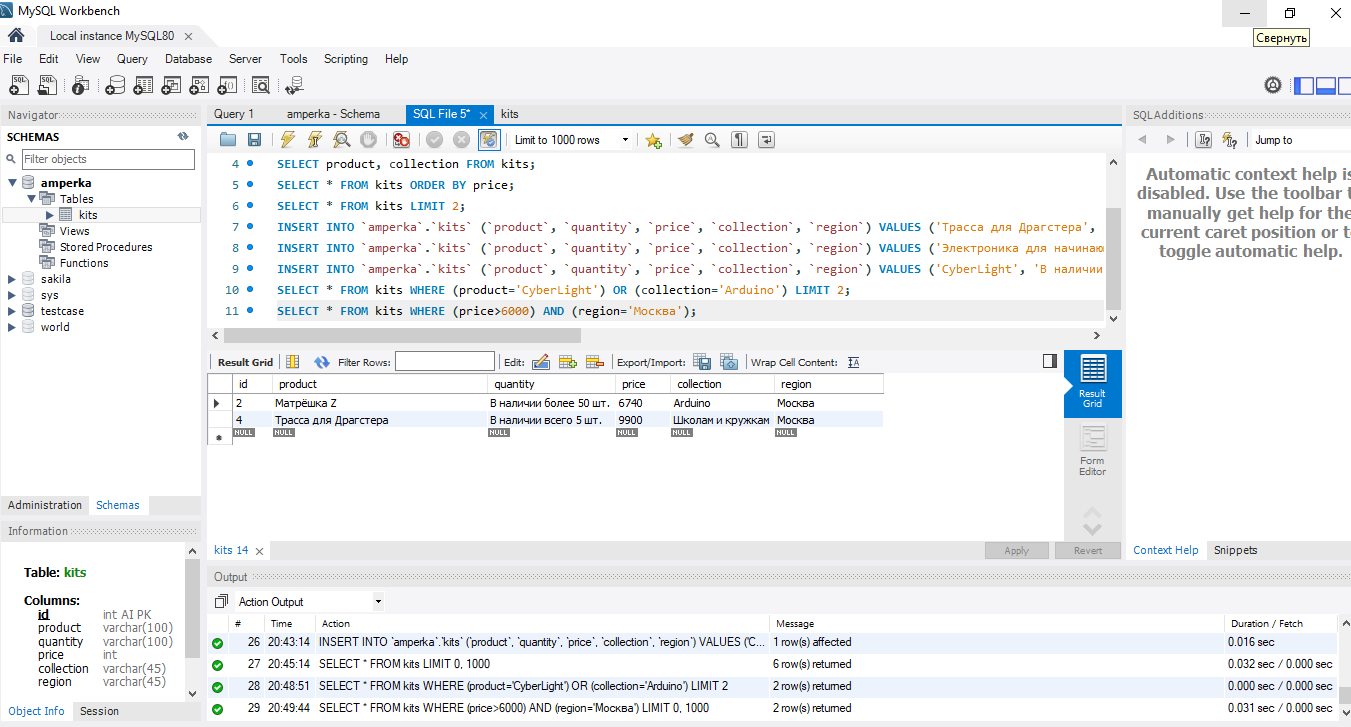 MySQL Workbench
Свернуть
Local instance MySQL80
File Edit View Query Database Server Tools Scripting Help
Navigator
SCHEMAS
Filter objects
amperka
Tables
kits
Views
Stored Procedures
Functions
sakila
sys
testcase
world
Administration Schemas
Information
Table: kits
Columns:
id int AI PK
product varchar(100)
quantity varchar(100)
price int
collection varchar(45)
region varchar(45)
Object Info Session
Query 1 amperka - Schema SQL File 5* kits
Limit to 1000 rows
4 SELECT product, collection FROM kits;
5 SELECT * FROM kits ORDER BY price;
6 SELECT * FROM kits LIMIT 2;
7 INSERT INTO `amperka`.`kits` (`product`, `quantity`, `price`, `collection`, `region`) VALUES ('Трасса для Драгстера',
8 INSERT INTO `amperka`.`kits` (`product`, `quantity`, `price`, `collection`, `region`) VALUES ('Электроника для начинаю
9 INSERT INTO `amperka`.`kits` (`product`, `quantity`, `price`, `collection`, `region`) VALUES ('CyberLight', 'В наличии
10 SELECT * FROM kits WHERE (product='CyberLight') OR (collection='Arduino') LIMIT 2;
11 SELECT * FROM kits WHERE (price>6000) AND (region='Москва');
Result Grid Filter Rows: Edit: Export/Import: Wrap Cell Content:
id product quantity price collection region
2 Матрёшка Z В наличии более 50 шт. 6740 Arduino Москва
4 Трасса для Драгстера В наличии всего 5 шт. 9900 Школам и кружкам Москва
NULL NULL NULL NULL NULL NULL
Result Grid
Form Editor
kits 14
Apply Revert
SQLAdditions
Jump to
Automatic context help is
disabled. Use the toolbar t
manually get help for the
current caret position or to
toggle automatic help.
Context Help Snippets
Output
Action Output
# Time Action Message Duration / Fetch
26 20:43:14 INSERT INTO `amperka`.`kits` (`product`, `quantity`, `price`, `collection`, `region`) VALUES ('C... 1 row(s) affected 0.016 sec
27 20:45:14 SELECT * FROM kits LIMIT 0, 1000 6 row(s) returned 0.032 sec / 0.000 sec
28 20:48:51 SELECT * FROM kits WHERE (product='CyberLight') OR (collection='Arduino') LIMIT 2 2 row(s) returned 0.000 sec / 0.000 sec
29 20:49:44 SELECT * FROM kits WHERE (price>6000) AND (region='Москва') LIMIT 0, 1000 2 row(s) returned 0.031 sec / 0.000 sec